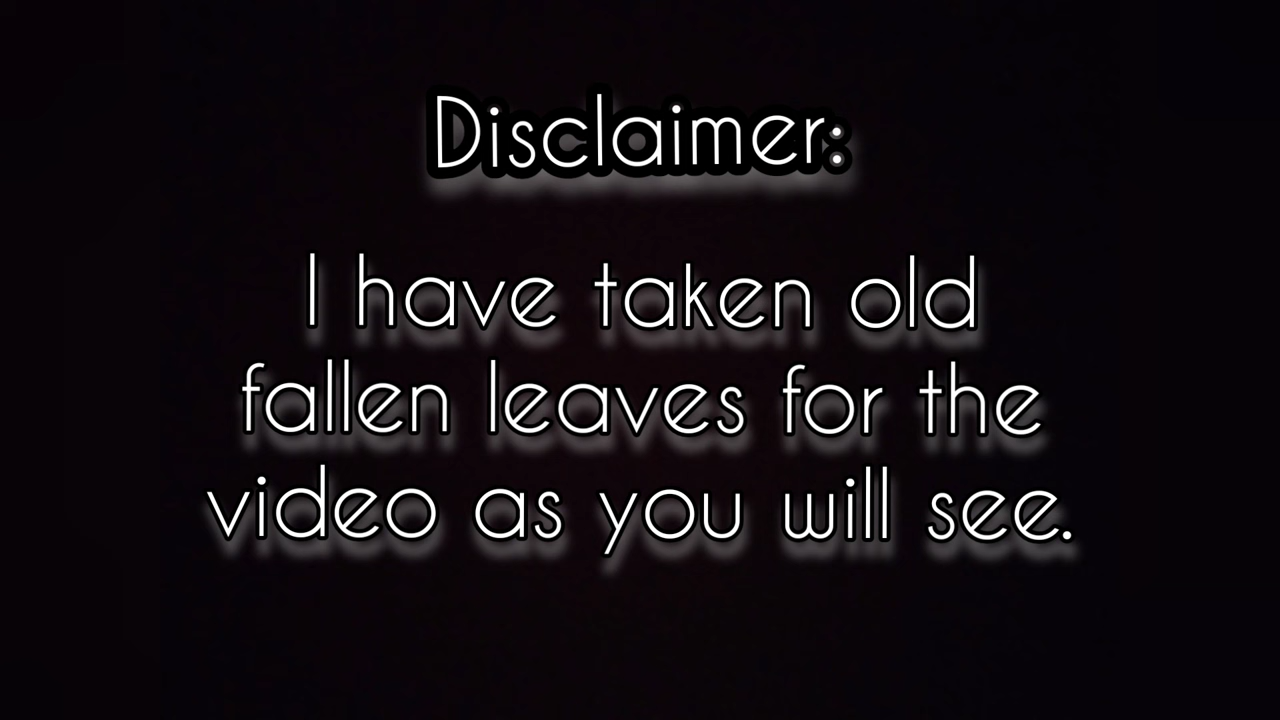 Disclaimer:
I have taken old
fallen leaves for the
video as you will see.